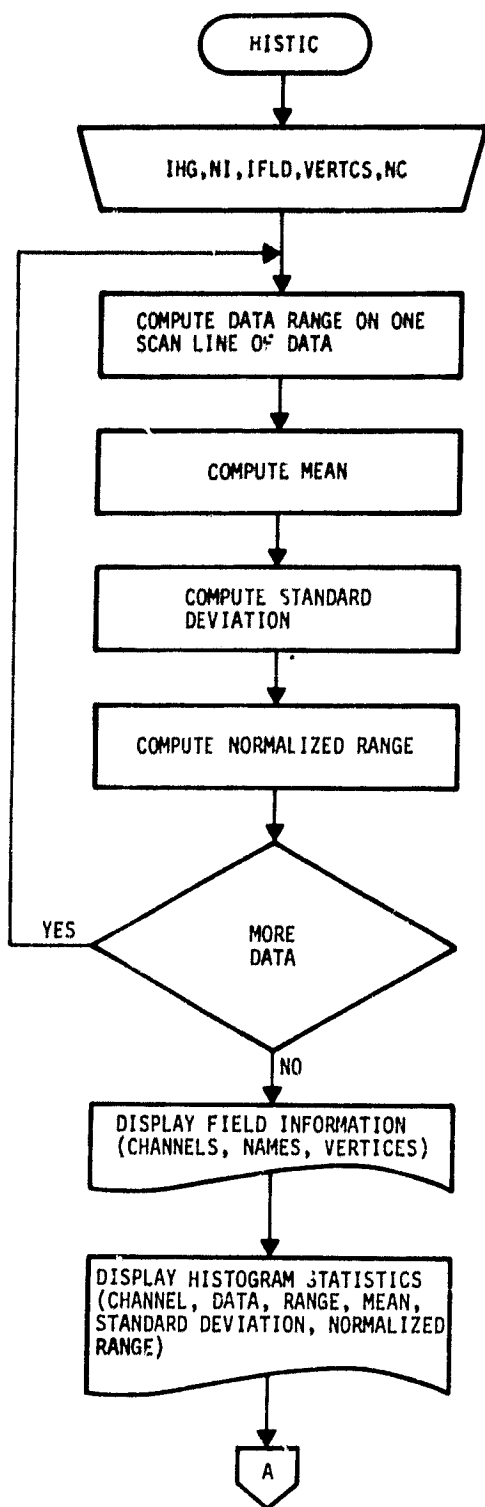 HISTIC
IHG,NI,IFLD,VERTCS,NC
COMPUTE DATA RANGE ON ONE
SCAN LINE OF DATA
COMPUTE MEAN
COMPUTE STANDARD
DEVIATION
COMPUTE NORMALIZED RANGE
YES
MORE
DATA
NO
DISPLAY FIELD INFORMATION
(CHANNELS, NAMES, VERTICES)
DISPLAY HISTOGRAM STATISTICS
(CHANNEL, DATA, RANGE, MEAN,
STANDARD DEVIATION, NORMALIZED
RANGE)
A